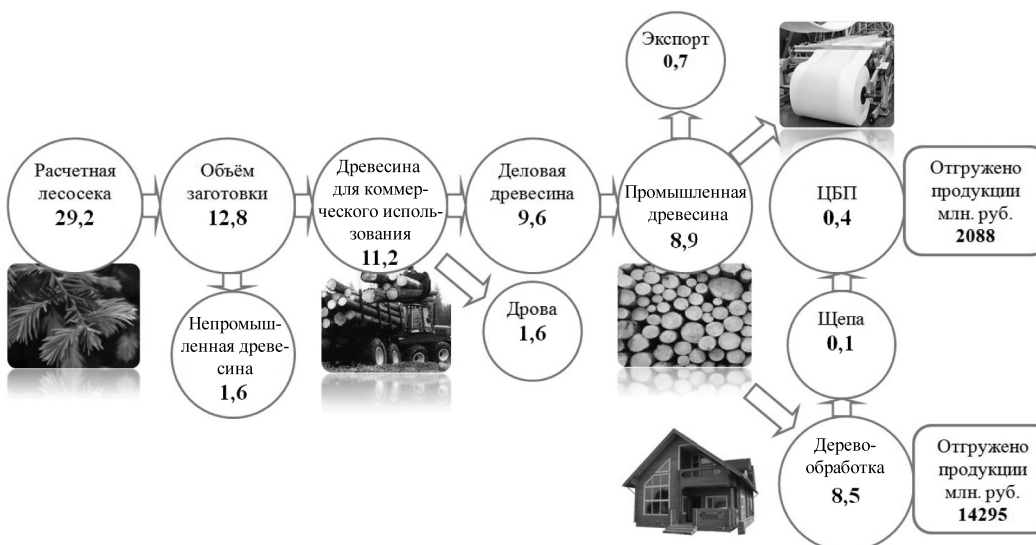 Расчетная
лесосека
29,2
Объём
заготовки
12,8
Непромыш-
ленная древе-
сина
1,6
Древесина
для коммер-
ческого исполь-
зования
11,2
Дрова
1,6
Деловая
древесина
9,6
Экспорт
0,7
Промышленная
древесина
8,9
ЦБП
0,4
Отгружено
продукции
млн. руб.
2088
Щепа
0,1
Дерево-
обработка
8,5
Отгружено
продукции
млн. руб.
14295